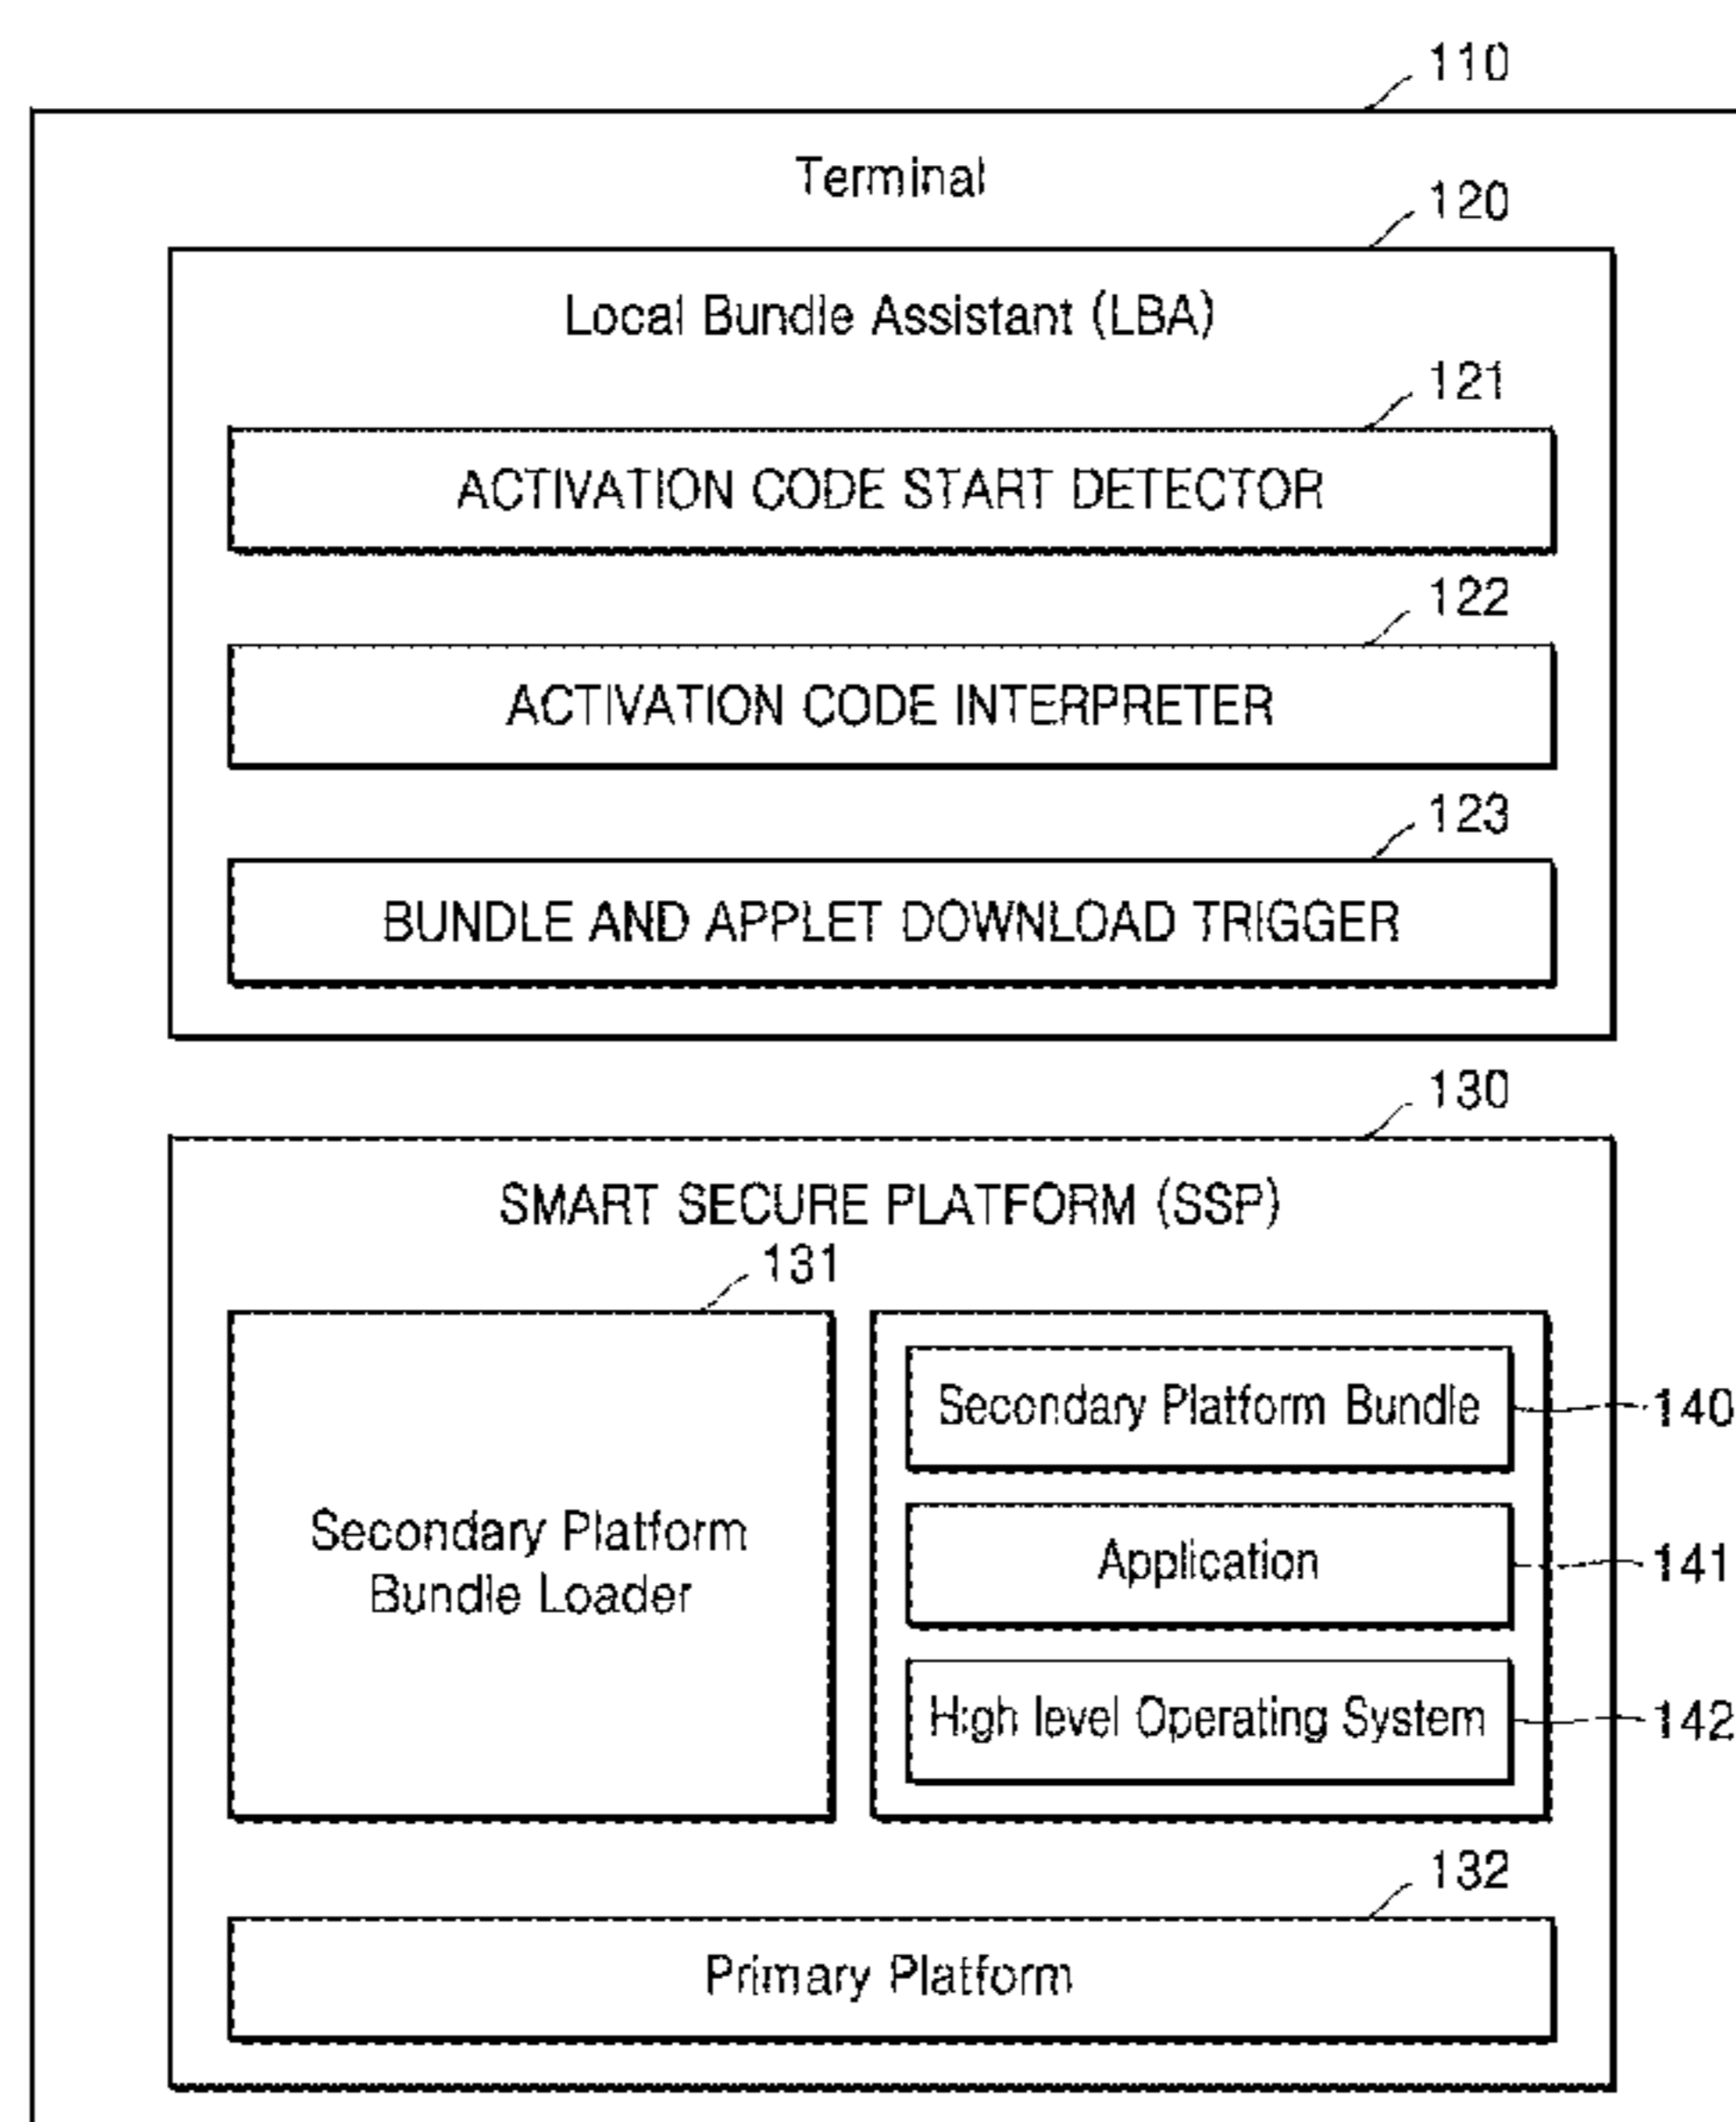 110
Terminal
120
Local Bundle Assistant (LBA)
121
ACTIVATION CODE START DETECTOR
122
ACTIVATION CODE INTERPRETER
123
BUNDLE AND APPLET DOWNLOAD TRIGGER
130
SMART SECURE PLATFORM (SSP)
131
Secondary Platform
Bundle Loader
Secondary Platform Bundle
140
Application
141
High level Operating System
142
132
Primary Platform